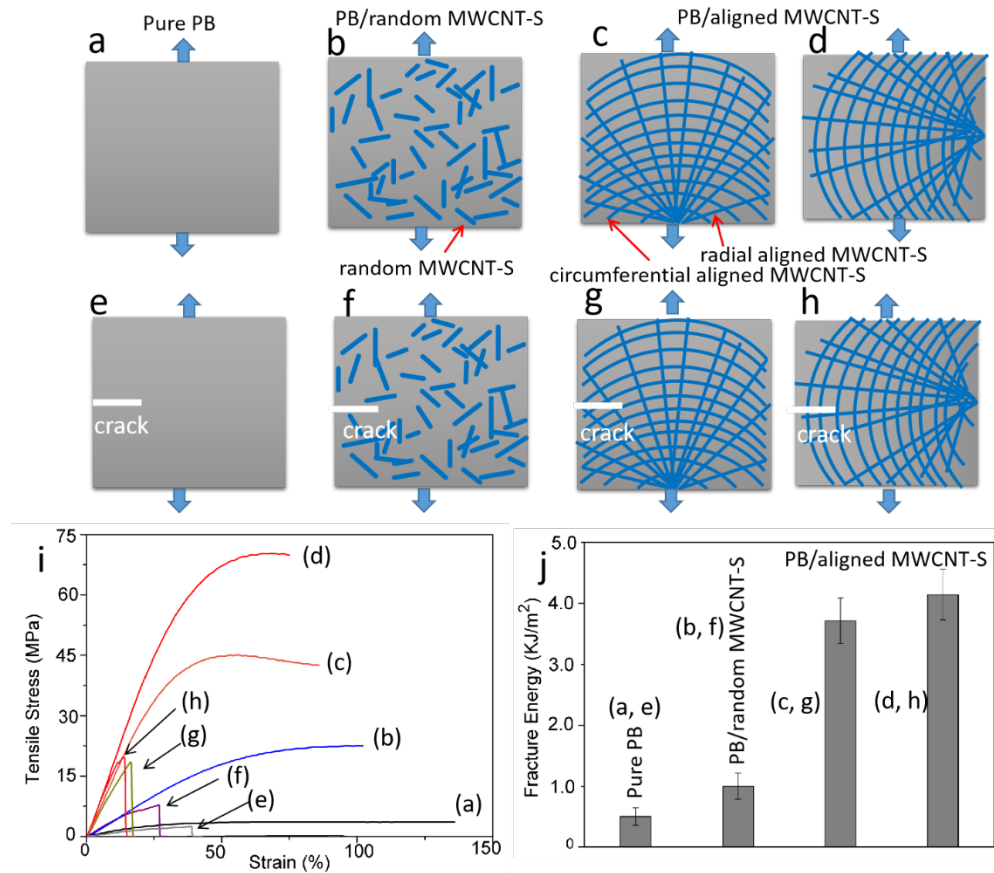 Pure PB
PB/random MWCNT-S
PB/aligned MWCNT-S
a
b
c
d
random MWCNT-S
radial aligned MWCNT-S
circumferential aligned MWCNT-S
e
f
g
h
crack
crack
crack
crack
i
75
60
45
30
15
0
0
50
100
150
Tensile Stress (MPa)
Strain (%)
(d)
(c)
(h)
(g)
(b)
(f)
(e)
(a)
j
5.0
4.0
3.0
2.0
1.0
0
Fracture Energy (KJ/m²)
PB/aligned MWCNT-S
(b, f)
PB/random MWCNT-S
(a, e)
Pure PB
(c, g)
(d, h)